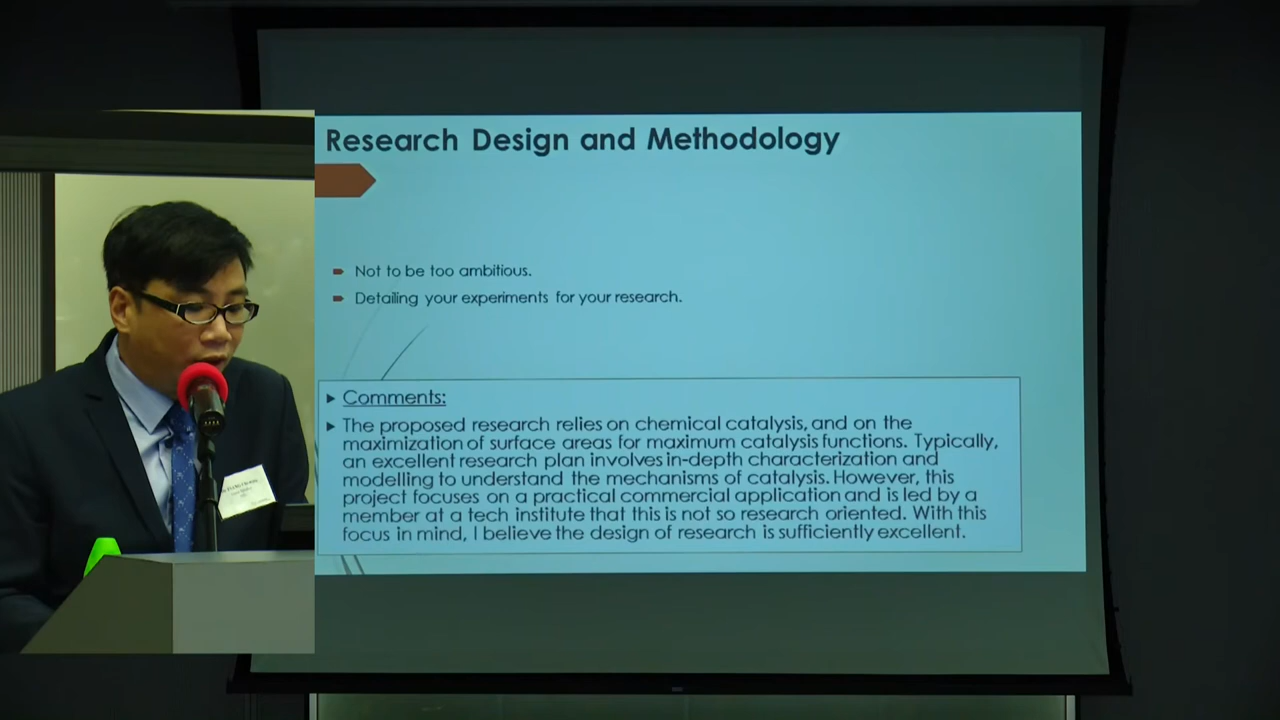 Research Design and Methodology
Not to be too ambitious.
Detailing your experiments for your research.
Comments:
The proposed research relies on chemical catalysis, and on the
maximization of surface areas for maximum catalysis functions. Typically,
an excellent research plan involves in-depth characterization and
modelling to understand the mechanisms of catalysis. However, this
project focuses on a practical commercial application and is led by a
member at a tech institute that this is not so research oriented. With this
focus in mind, I believe the design of research is sufficiently excellent.